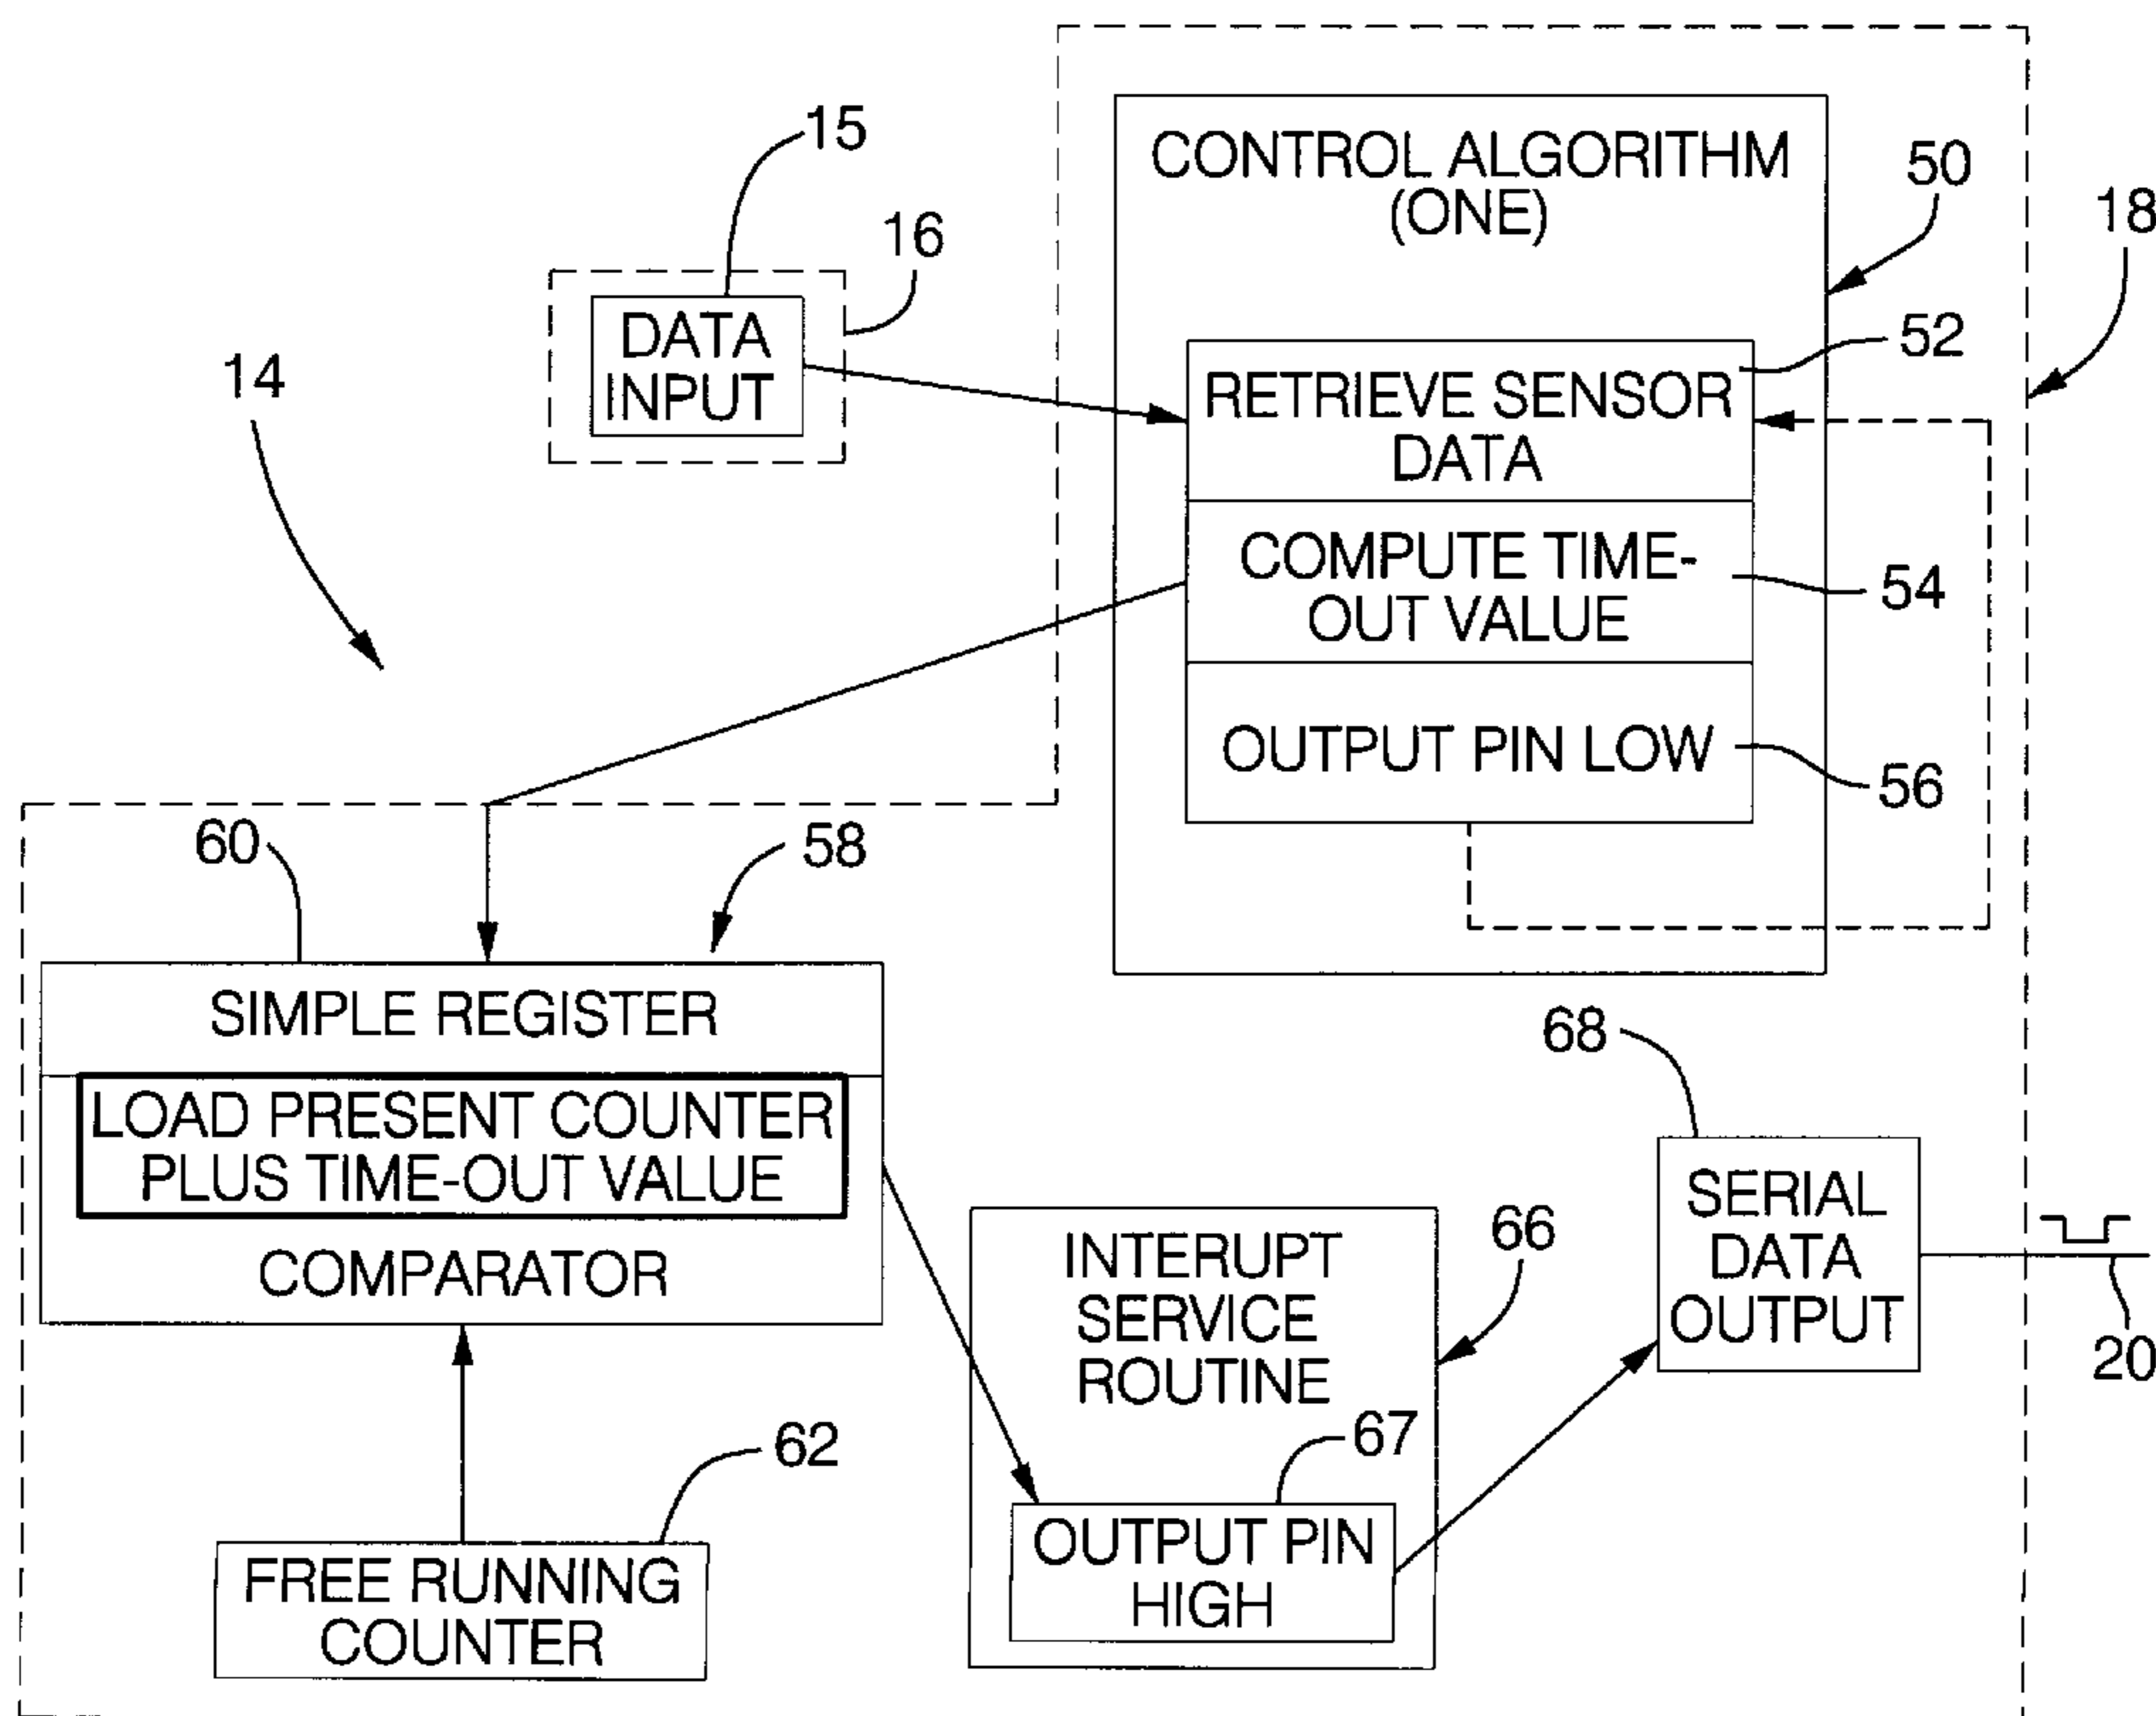 15
16
14
CONTROL ALGORITHM
(ONE)
50
18
DATA
INPUT
52
RETRIEVE SENSOR
DATA
COMPUTE TIME-
OUT VALUE
54
OUTPUT PIN LOW
56
60
58
SIMPLE REGISTER
LOAD PRESENT COUNTER
PLUS TIME-OUT VALUE
COMPARATOR
62
FREE RUNNING
COUNTER
INTERUPT
SERVICE
ROUTINE
66
67
OUTPUT PIN
HIGH
68
SERIAL
DATA
OUTPUT
20